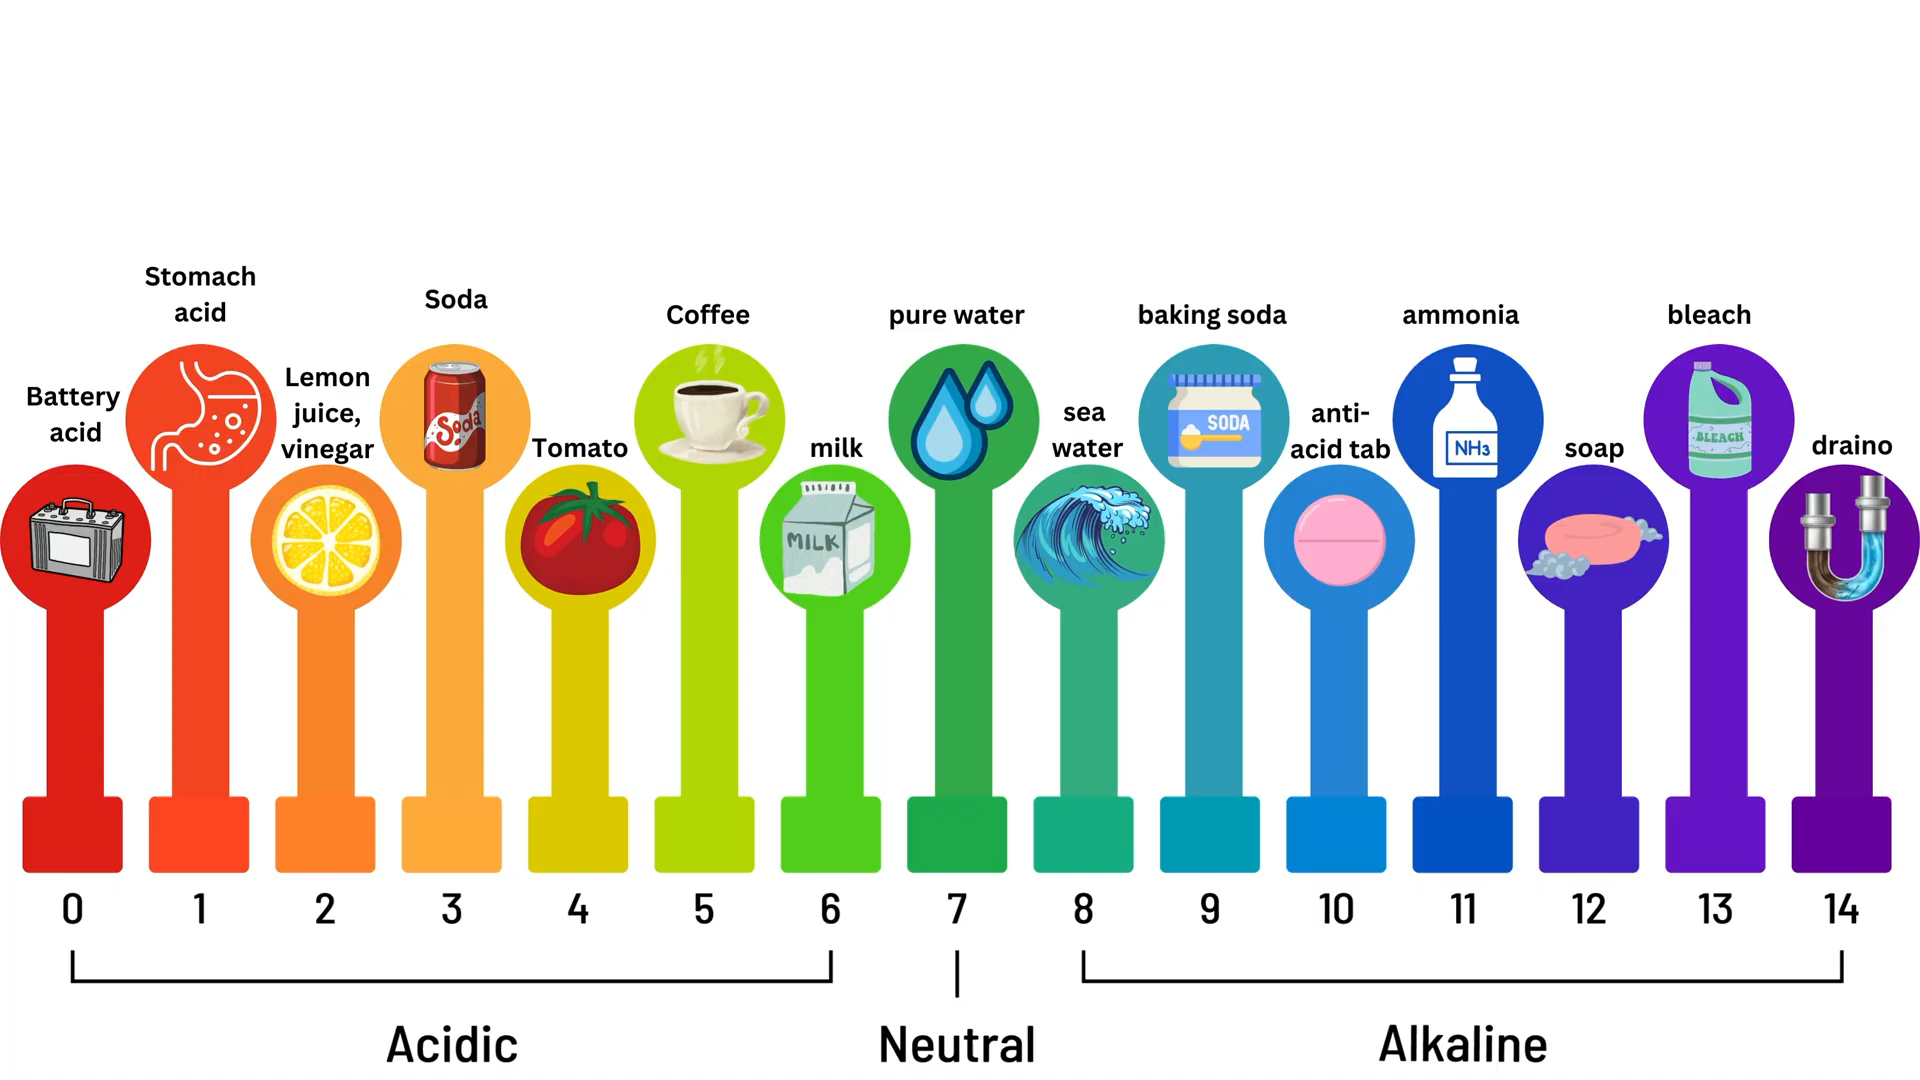 Stomach
acid
Soda
Coffee
pure water
baking soda
ammonia
bleach
Battery
acid
Lemon
juice,
vinegar
Tomato
milk
sea
water
anti-
acid tab
soap
draino
Soda
MILK
SODA
NH₃
BLEACH
0 1 2 3 4 5 6 7 8 9 10 11 12 13 14
Acidic Neutral Alkaline